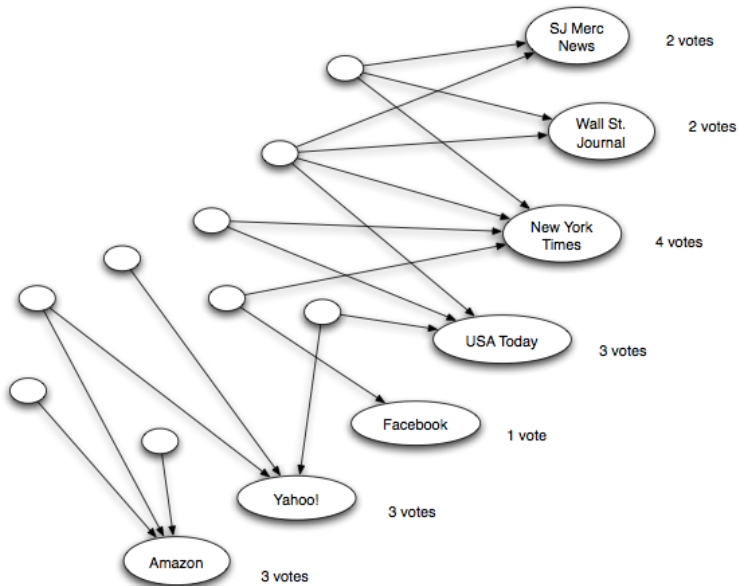 SJ Merc
News
2 votes
Wall St.
Journal
2 votes
New York
Times
4 votes
USA Today
3 votes
Facebook
1 vote
Yahoo!
3 votes
Amazon
3 votes